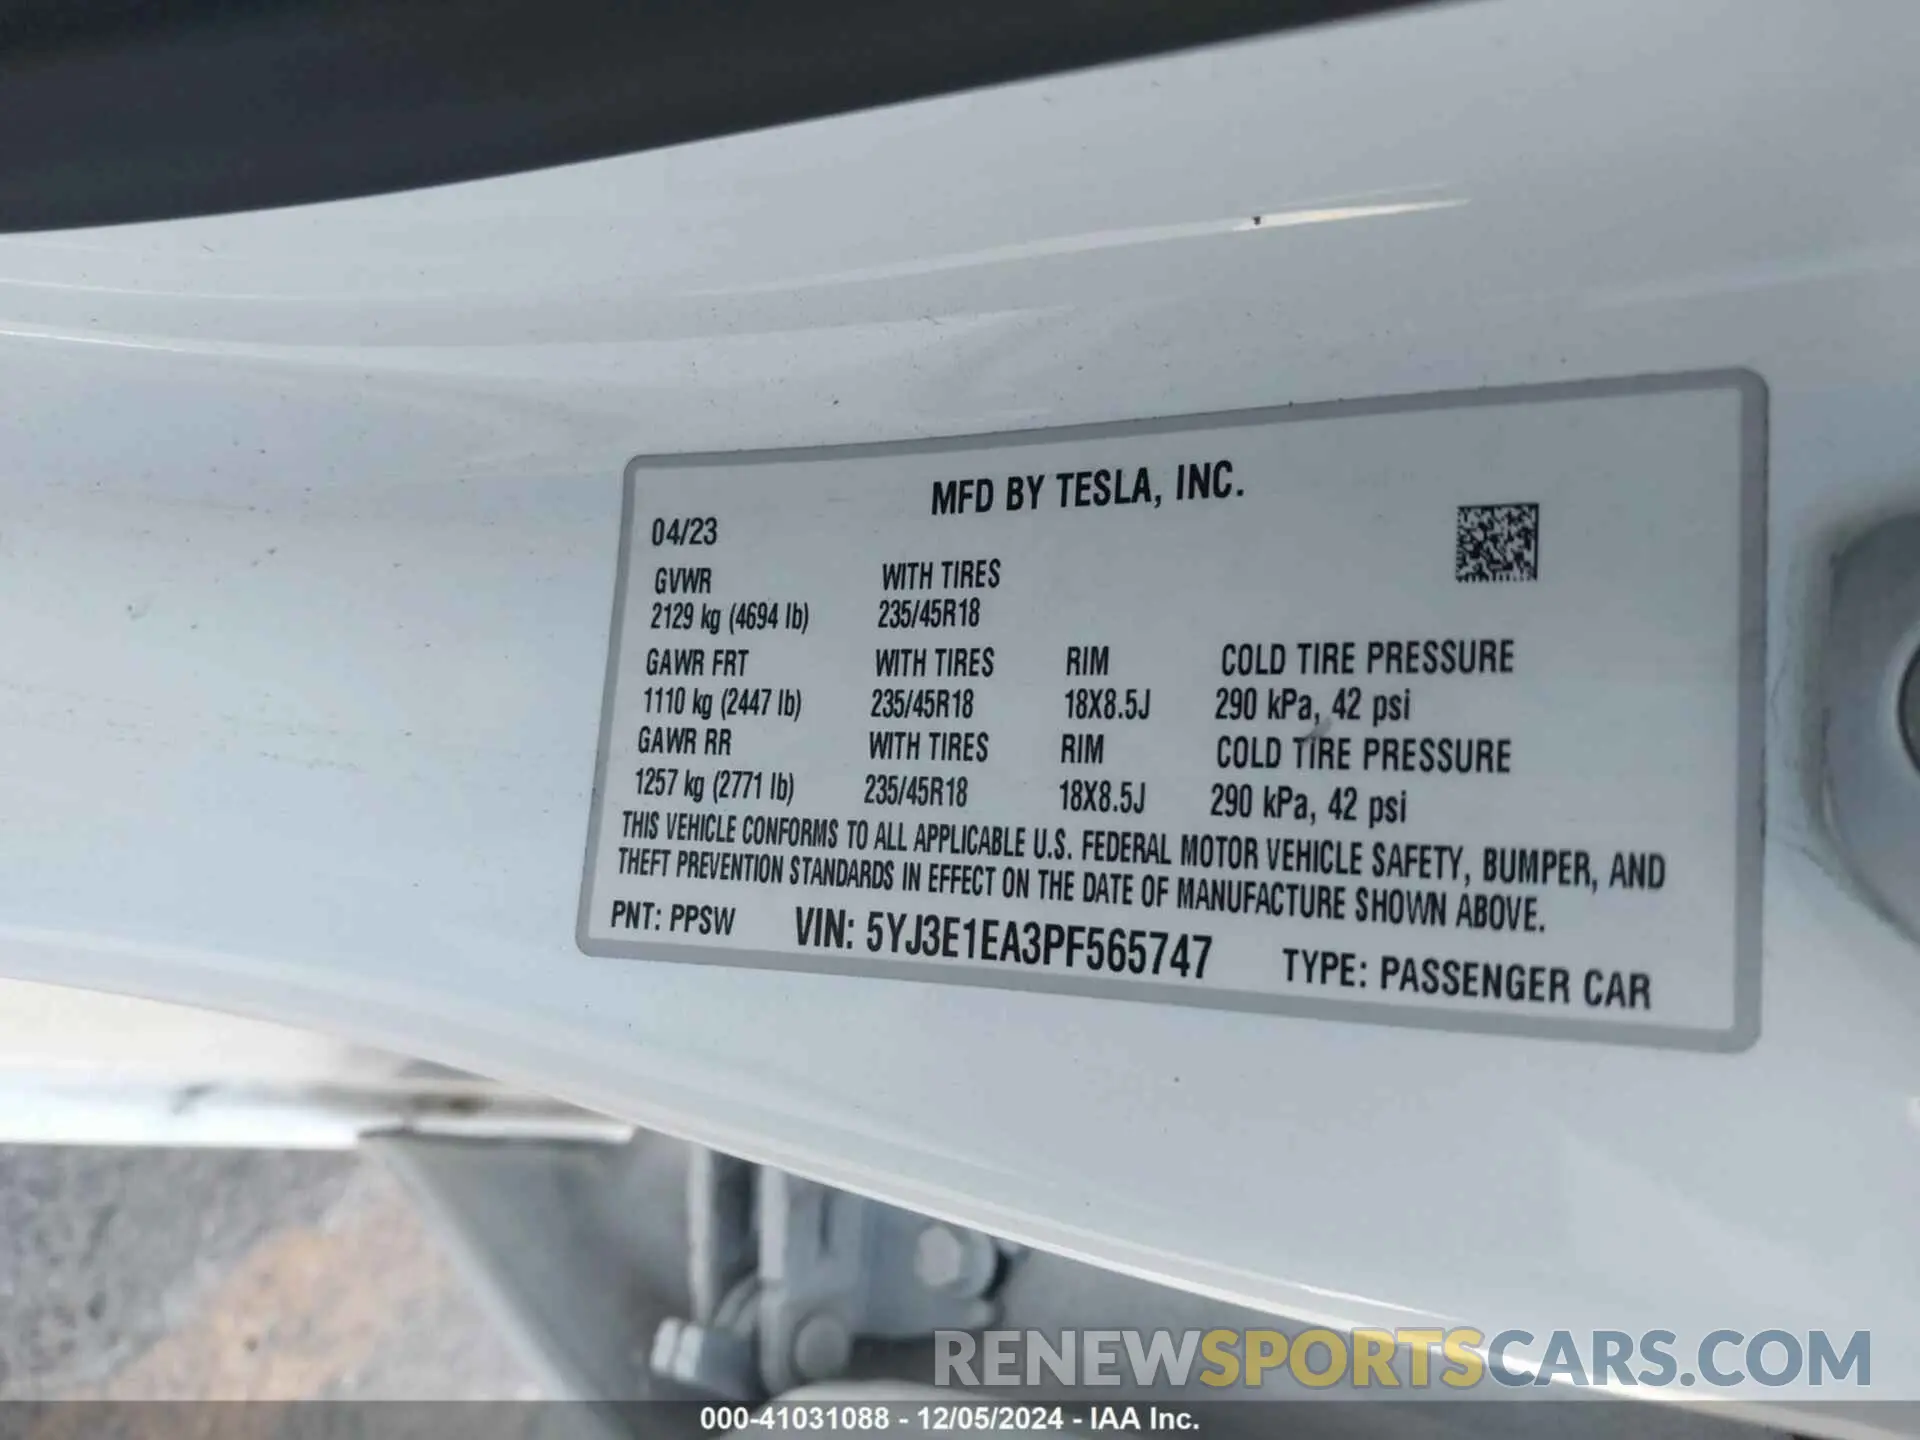 MFD BY TESLA, INC.
04/23
GVWR WITH TIRES
2129 kg (4694 lb) 235/45R18
GAWR FRT WITH TIRES RIM COLD TIRE PRESSURE
1110 kg (2447 lb) 235/45R18 18X8.5J 290 kPa, 42 psi
GAWR RR WITH TIRES RIM COLD TIRE PRESSURE
1257 kg (2771 lb) 235/45R18 18X8.5J 290 kPa, 42 psi
THIS VEHICLE CONFORMS TO ALL APPLICABLE U.S. FEDERAL MOTOR VEHICLE SAFETY, BUMPER, AND
THEFT PREVENTION STANDARDS IN EFFECT ON THE DATE OF MANUFACTURE SHOWN ABOVE.
PNT: PPSW VIN: 5YJ3E1EA3PF565747 TYPE: PASSENGER CAR
RENEWSPORTSCARS.COM
000-41031088 - 12/05/2024 - IAA Inc.